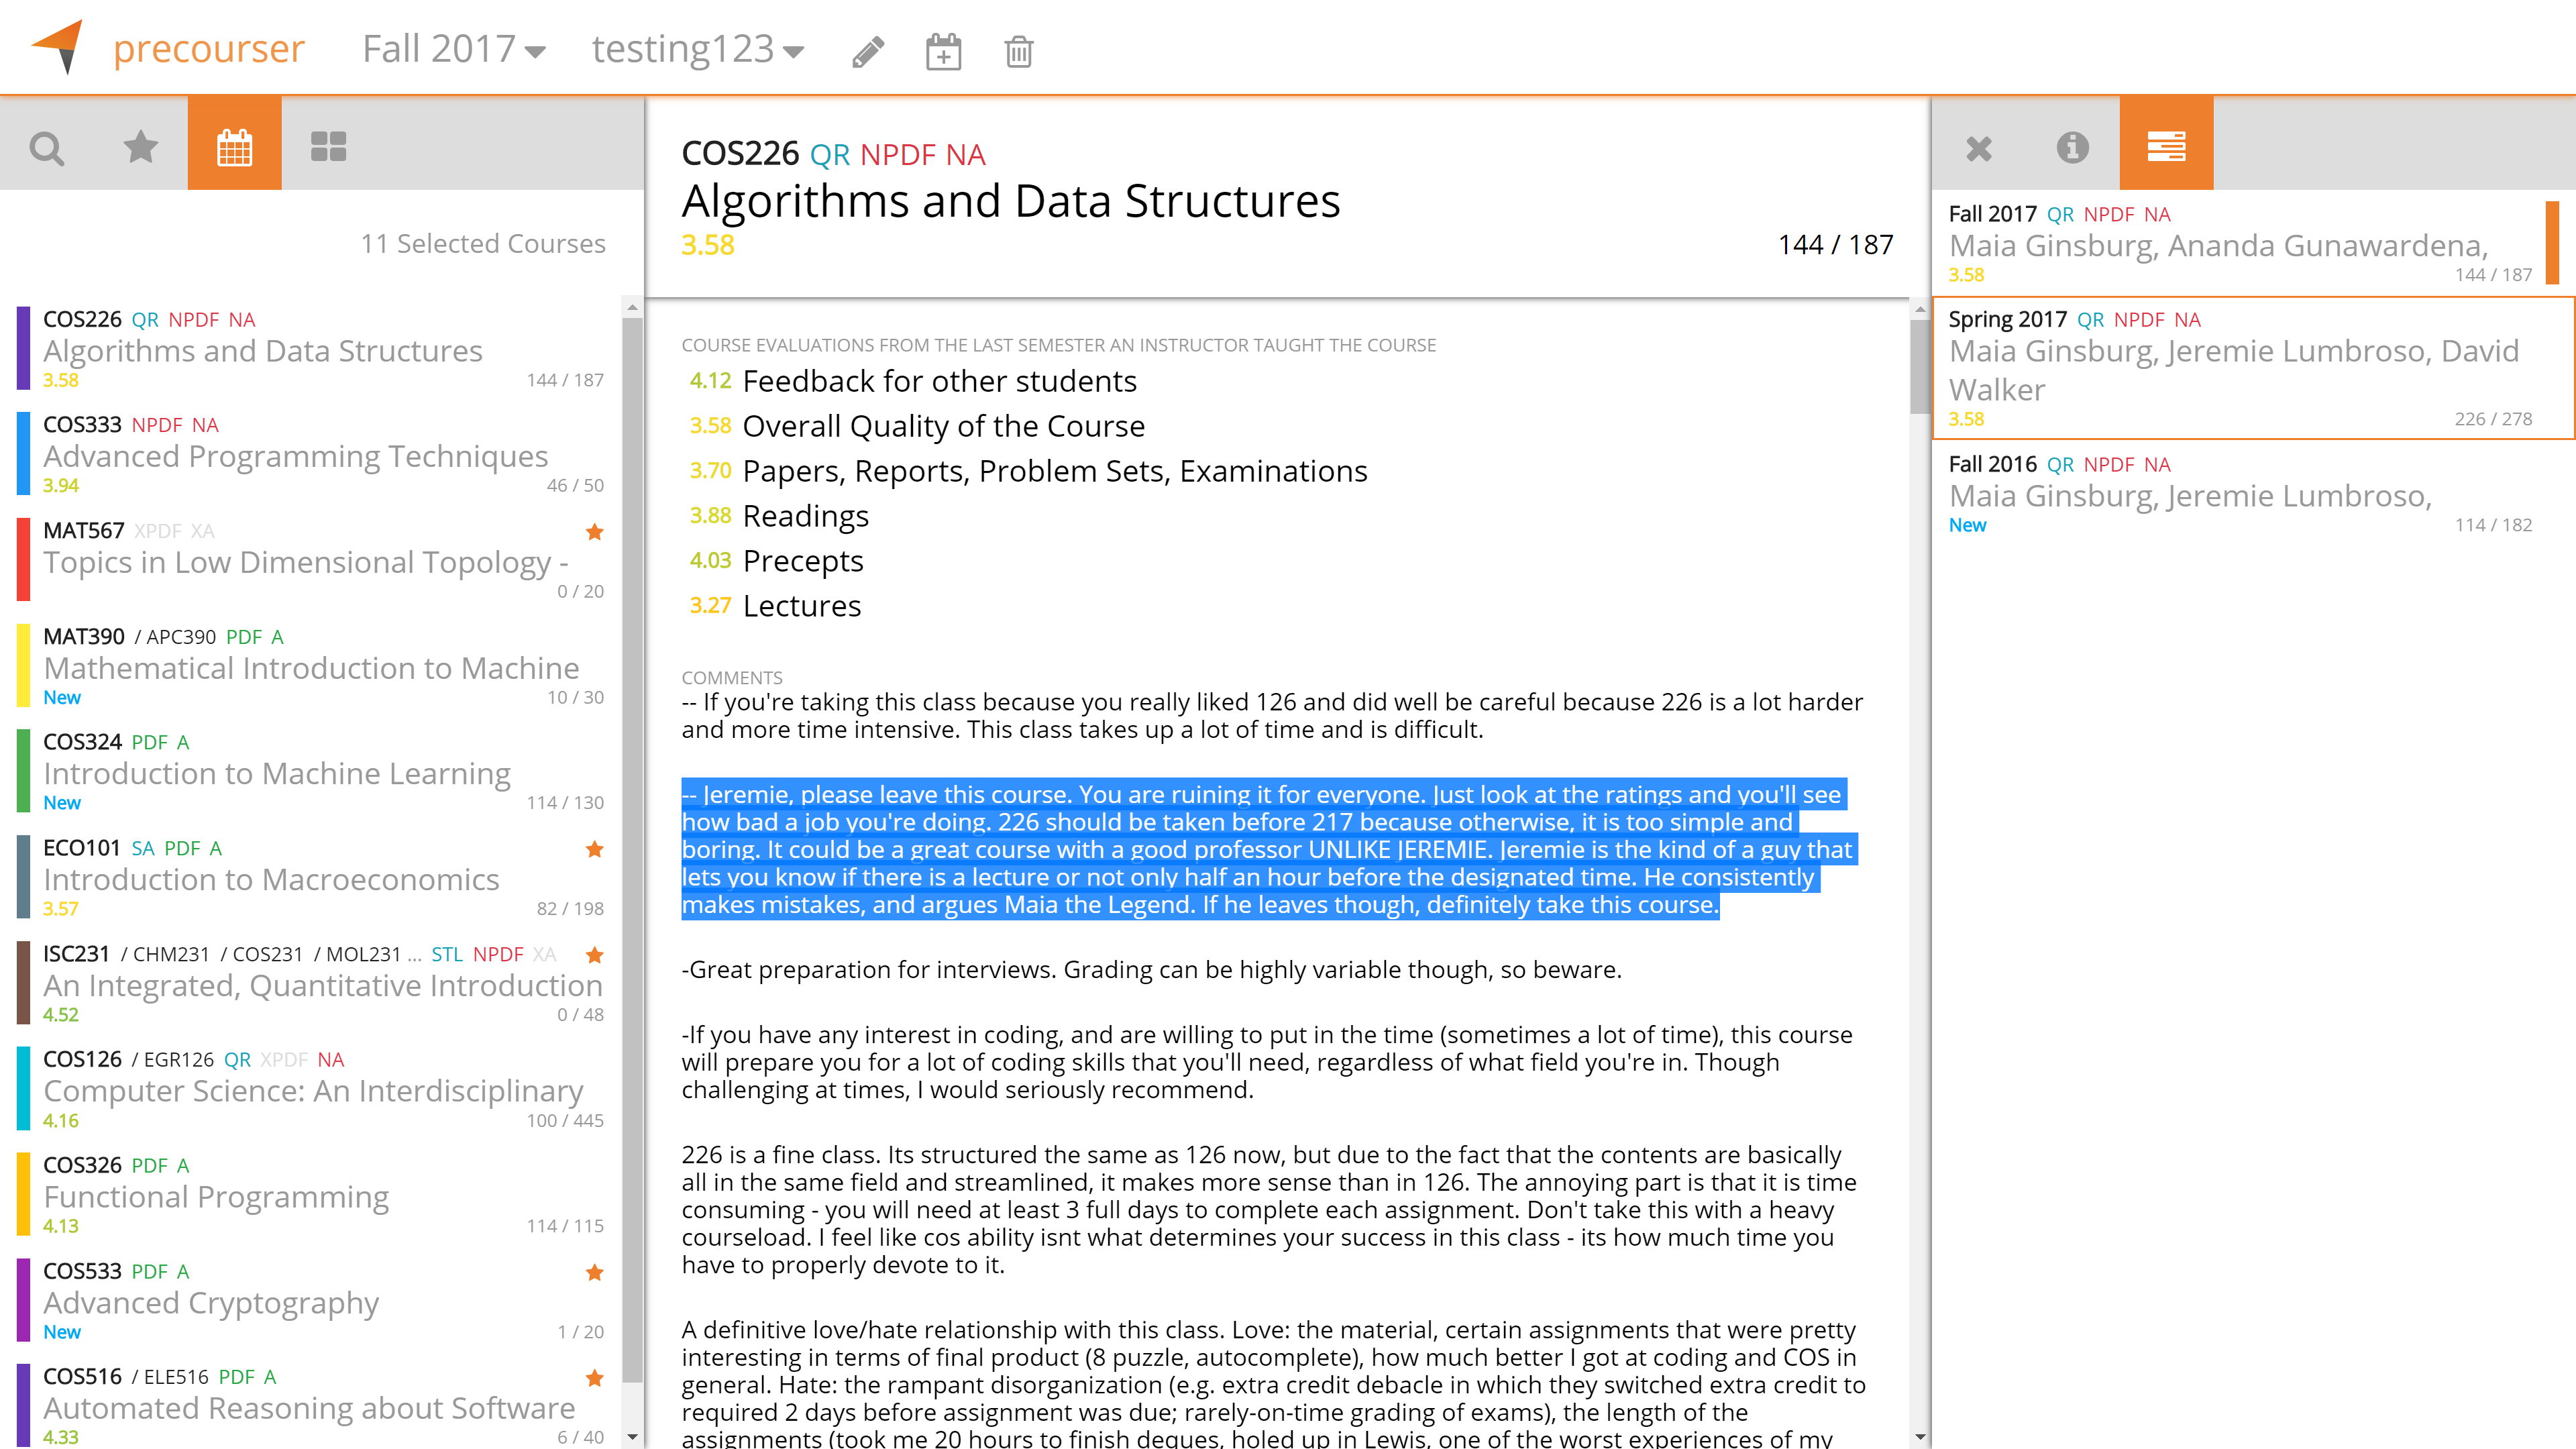 precourser
Fall 2017
testing123
11 Selected Courses
COS226 QR NPDF NA
Algorithms and Data Structures
3.58
144 / 187
COS333 NPDF NA
Advanced Programming Techniques
3.94
46 / 50
MAT567 XPDF XA
Topics in Low Dimensional Topology -
0 / 20
MAT390 / APC390 PDF A
Mathematical Introduction to Machine
New
10 / 30
COS324 PDF A
Introduction to Machine Learning
New
114 / 130
ECO101 SA PDF A
Introduction to Macroeconomics
3.57
82 / 198
ISC231 / CHM231 / COS231 / MOL231 ... STL NPDF XA
An Integrated, Quantitative Introduction
4.52
0 / 48
COS126 / EGR126 QR XPDF NA
Computer Science: An Interdisciplinary
4.16
100 / 445
COS326 PDF A
Functional Programming
4.13
114 / 115
COS533 PDF A
Advanced Cryptography
New
1 / 20
COS516 / ELE516 PDF A
Automated Reasoning about Software
4.33
6 / 40
COS226 QR NPDF NA
Algorithms and Data Structures
3.58
144 / 187
COURSE EVALUATIONS FROM THE LAST SEMESTER AN INSTRUCTOR TAUGHT THE COURSE
4.12 Feedback for other students
3.58 Overall Quality of the Course
3.70 Papers, Reports, Problem Sets, Examinations
3.88 Readings
4.03 Precepts
3.27 Lectures
COMMENTS
-- If you're taking this class because you really liked 126 and did well be careful because 226 is a lot harder
and more time intensive. This class takes up a lot of time and is difficult.
-- Jeremie, please leave this course. You are ruining it for everyone. Just look at the ratings and you'll see
how bad a job you're doing. 226 should be taken before 217 because otherwise, it is too simple and
boring. It could be a great course with a good professor UNLIKE JEREMIE. Jeremie is the kind of a guy that
lets you know if there is a lecture or not only half an hour before the designated time. He consistently
makes mistakes, and argues Maia the Legend. If he leaves though, definitely take this course.
-Great preparation for interviews. Grading can be highly variable though, so beware.
-If you have any interest in coding, and are willing to put in the time (sometimes a lot of time), this course
will prepare you for a lot of coding skills that you'll need, regardless of what field you're in. Though
challenging at times, I would seriously recommend.
226 is a fine class. Its structured the same as 126 now, but due to the fact that the contents are basically
all in the same field and streamlined, it makes more sense than in 126. The annoying part is that it is time
consuming - you will need at least 3 full days to complete each assignment. Don't take this with a heavy
courseload. I feel like cos ability isnt what determines your success in this class - its how much time you
have to properly devote to it.
A definitive love/hate relationship with this class. Love: the material, certain assignments that were pretty
interesting in terms of final product (8 puzzle, autocomplete), how much better I got at coding and COS in
general. Hate: the rampant disorganization (e.g. extra credit debacle in which they switched extra credit to
required 2 days before assignment was due; rarely-on-time grading of exams), the length of the
assignments (took me 20 hours to finish deques, holed up in Lewis, one of the worst experiences of my
Fall 2017 QR NPDF NA
Maia Ginsburg, Ananda Gunawardena,
3.58
144 / 187
Spring 2017 QR NPDF NA
Maia Ginsburg, Jeremie Lumbroso, David
Walker
3.58
226 / 278
Fall 2016 QR NPDF NA
Maia Ginsburg, Jeremie Lumbroso,
New
114 / 182